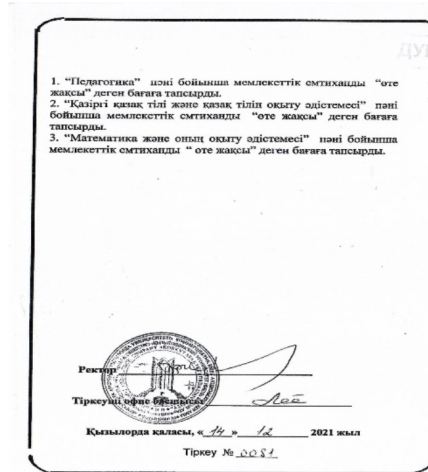 1. “Педагогика” пәні бойынша мемлекеттік емтиханды “өте
жақсы” деген бағаға тапсырды.
2. “Қазіргі қазақ тілі және қазақ тілін оқыту әдістемесі” пәні
бойынша мемлекеттік емтиханды “өте жақсы” деген бағаға
тапсырды.
3. “Математика және оның оқыту әдістемесі” пәні бойынша
мемлекеттік емтиханды “ өте жақсы” деген бағаға тапсырды.
Ректор
Тіркеуші офис басшысы
Қызылорда қаласы, « 14 » 12 2021 жыл
Тіркеу № 0081